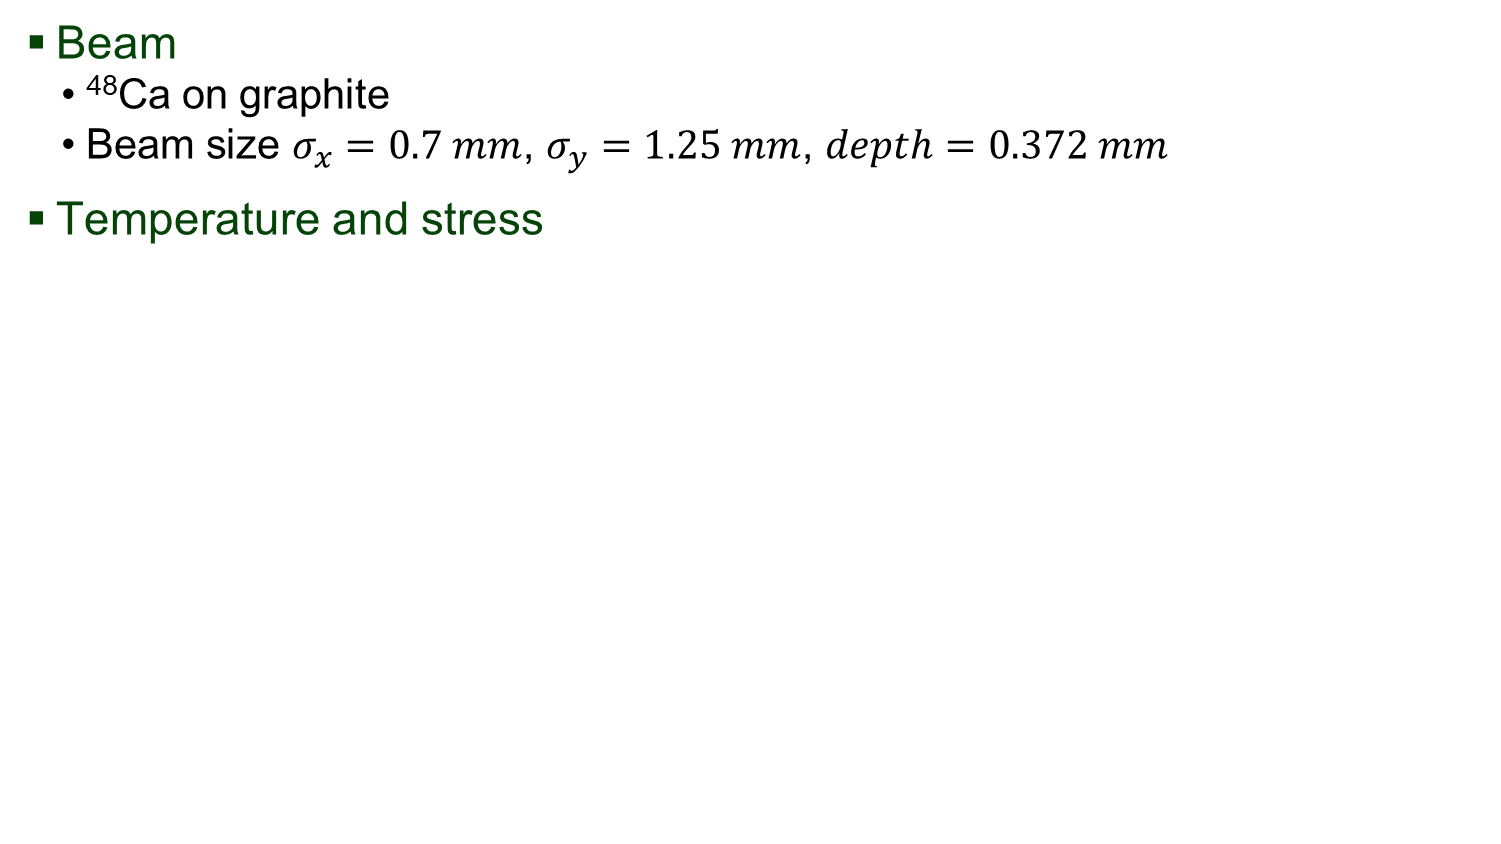 ▪ Beam
• ⁴⁸Ca on graphite
• Beam size σₓ = 0.7 mm, σ_y = 1.25 mm, depth = 0.372 mm
▪ Temperature and stress